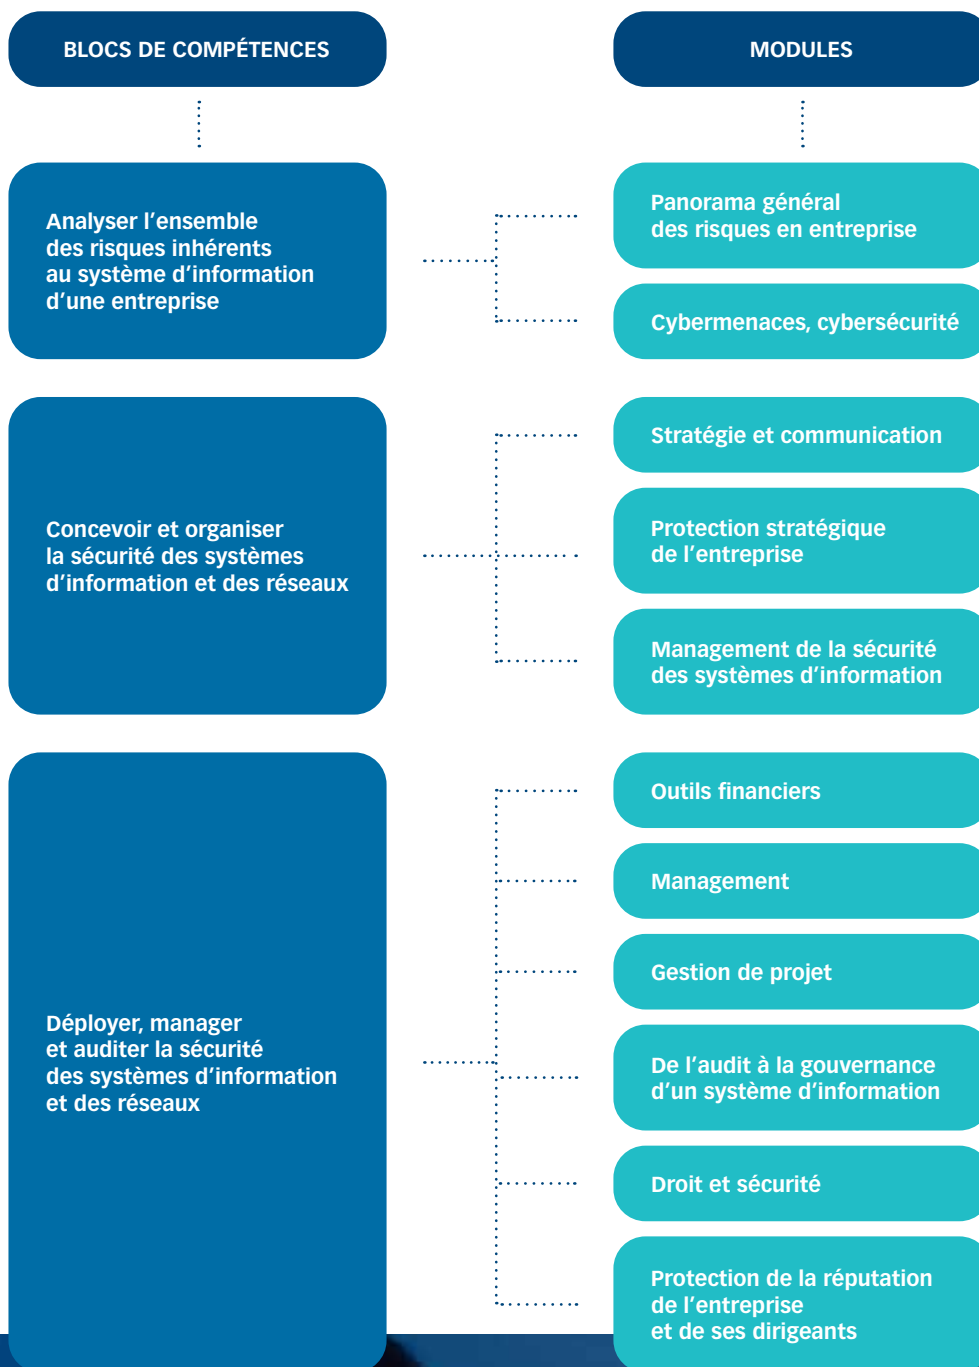 BLOCS DE COMPÉTENCES
MODULES
Analyser l’ensemble
des risques inhérents
au système d’information
d’une entreprise
Panorama général
des risques en entreprise
Cybermenaces, cybersécurité
Concevoir et organiser
la sécurité des systèmes
d’information et des réseaux
Stratégie et communication
Protection stratégique
de l’entreprise
Management de la sécurité
des systèmes d’information
Déployer, manager
et auditer la sécurité
des systèmes d’information
et des réseaux
Outils financiers
Management
Gestion de projet
De l’audit à la gouvernance
d’un système d’information
Droit et sécurité
Protection de la réputation
de l’entreprise
et de ses dirigeants